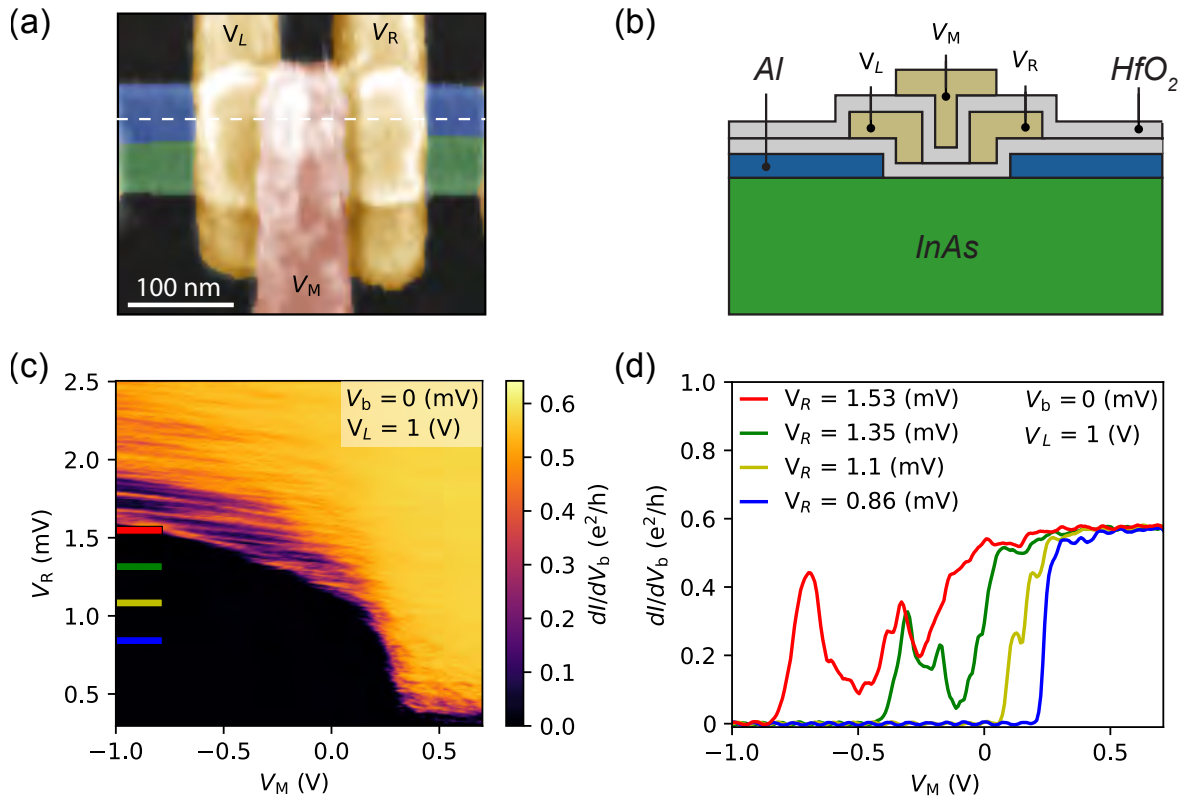 (a)
V_L
V_R
V_M
100 nm
(b)
Al
V_L
V_M
V_R
HfO_2
InAs
(c)
V_b = 0 (mV)
V_L = 1 (V)
2.5
2.0
1.5
1.0
0.5
V_R (mV)
−1.0
−0.5
0.0
0.5
V_M (V)
0.6
0.5
0.4
0.3
0.2
0.1
0.0
dI/dV_b (e²/h)
(d)
V_R = 1.53 (mV)
V_R = 1.35 (mV)
V_R = 1.1 (mV)
V_R = 0.86 (mV)
V_b = 0 (mV)
V_L = 1 (V)
1.0
0.8
0.6
0.4
0.2
0
dI/dV_b (e²/h)
−1.0
−0.5
0
0.5
V_M (V)